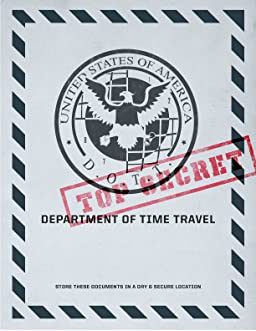 UNITED STATES OF AMERICA
D.O.T.T.
TOP SECRET
DEPARTMENT OF TIME TRAVEL
STORE THESE DOCUMENTS IN A DRY & SECURE LOCATION